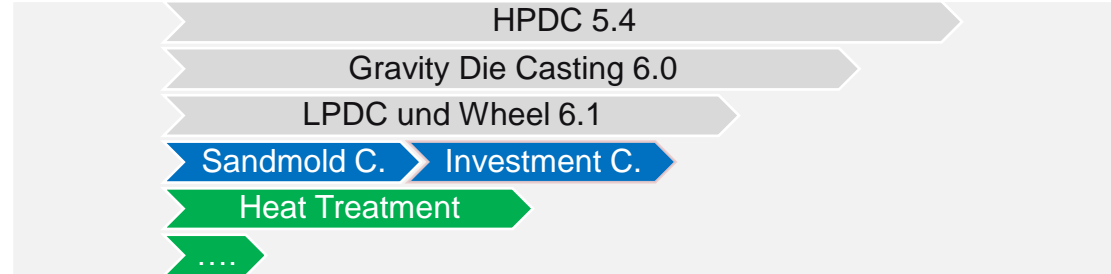 HPDC 5.4
Gravity Die Casting 6.0
LPDC und Wheel 6.1
Sandmold C. Investment C.
Heat Treatment
….